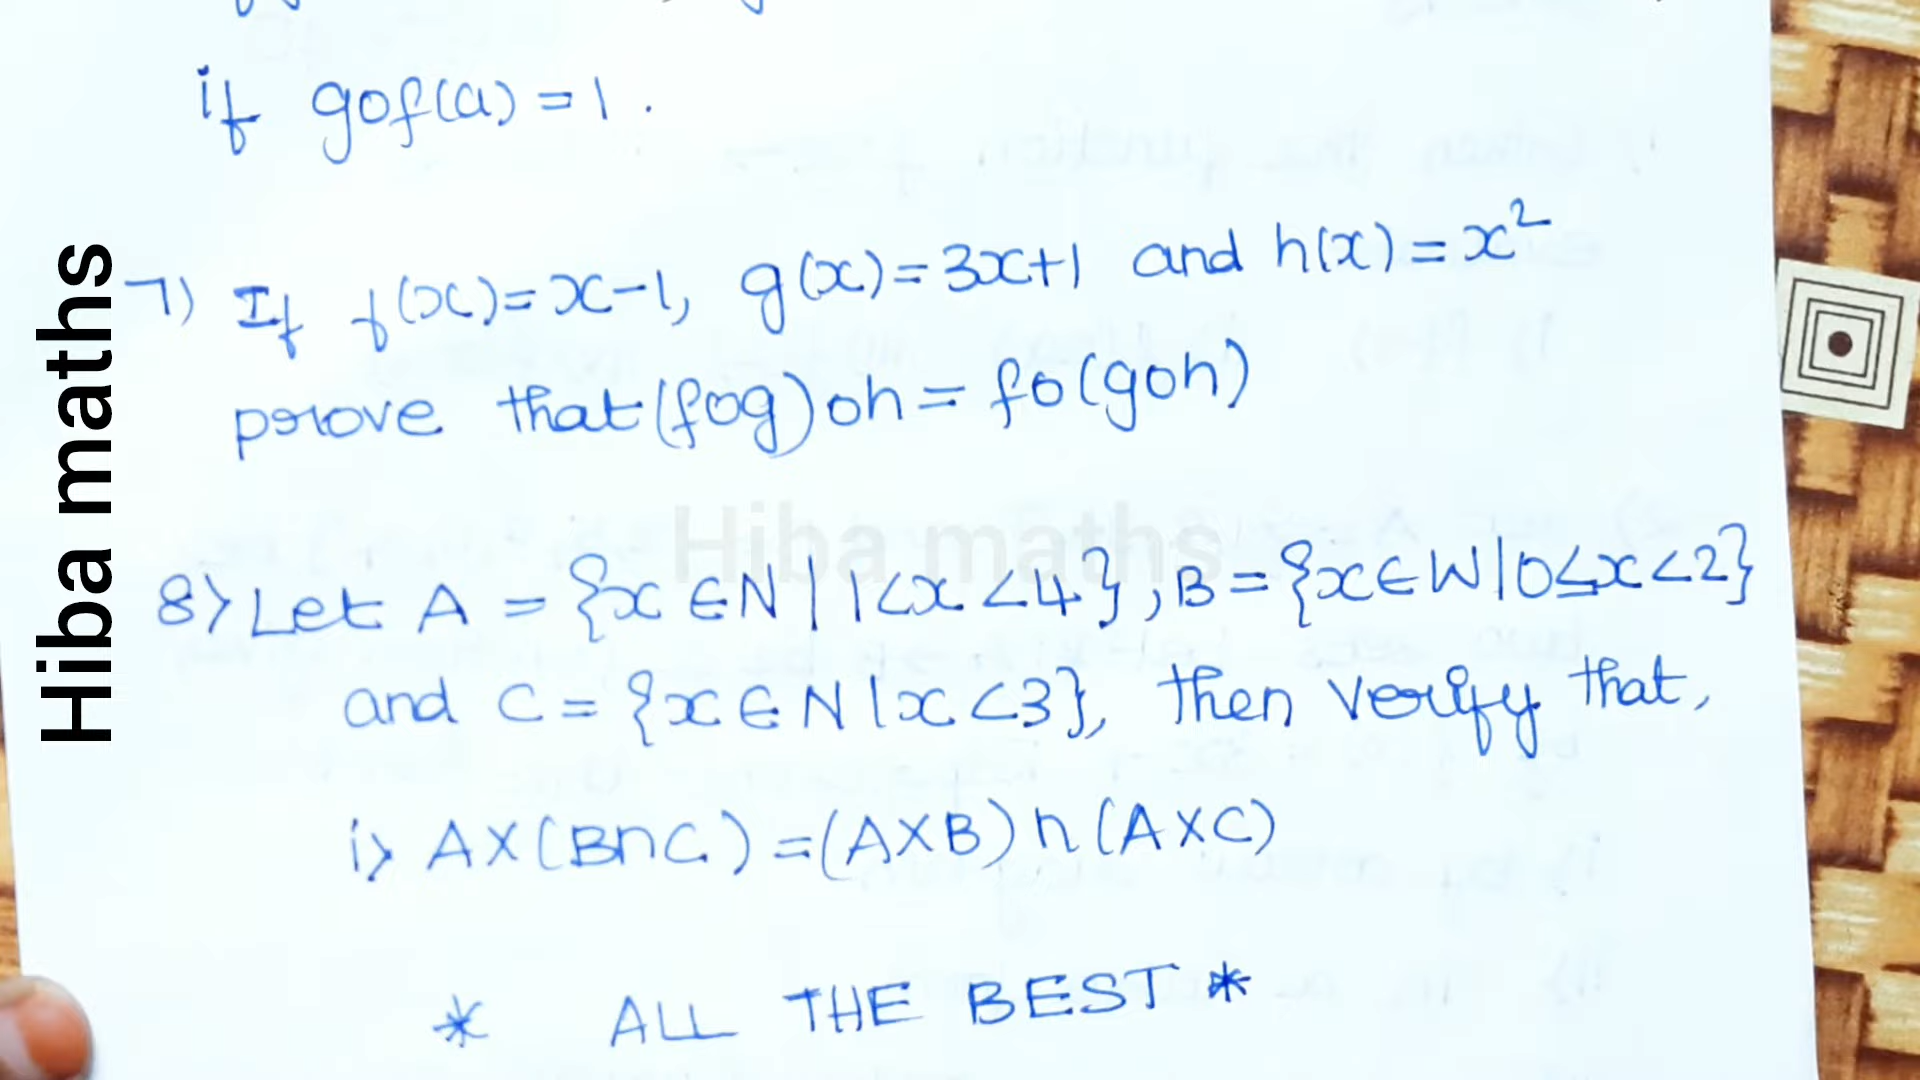 if gof(a) = 1.
7) If f(x) = x-1, g(x) = 3x+1 and h(x) = x²
prove that (fog)oh = fo(goh)
8) Let A = {x ∈ N | 1<x<4}, B = {x ∈ W | 0≤x<2}
and C = {x ∈ N | x<3}, then verify that,
i) A×(B∩C) = (A×B)∩(A×C)
* ALL THE BEST *
Hiba maths
Hiba maths